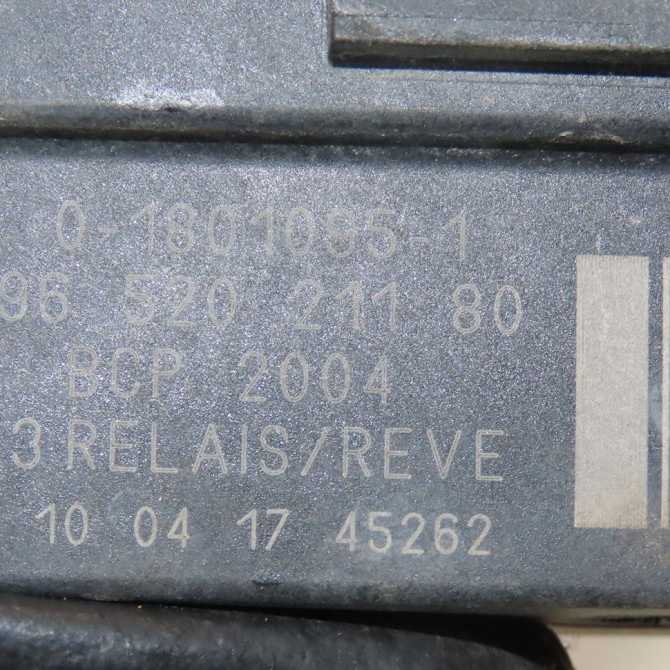 0-1801095-1
96 520 211 80
BCP 2004
3 RELAIS/REVE
10 04 17 45262